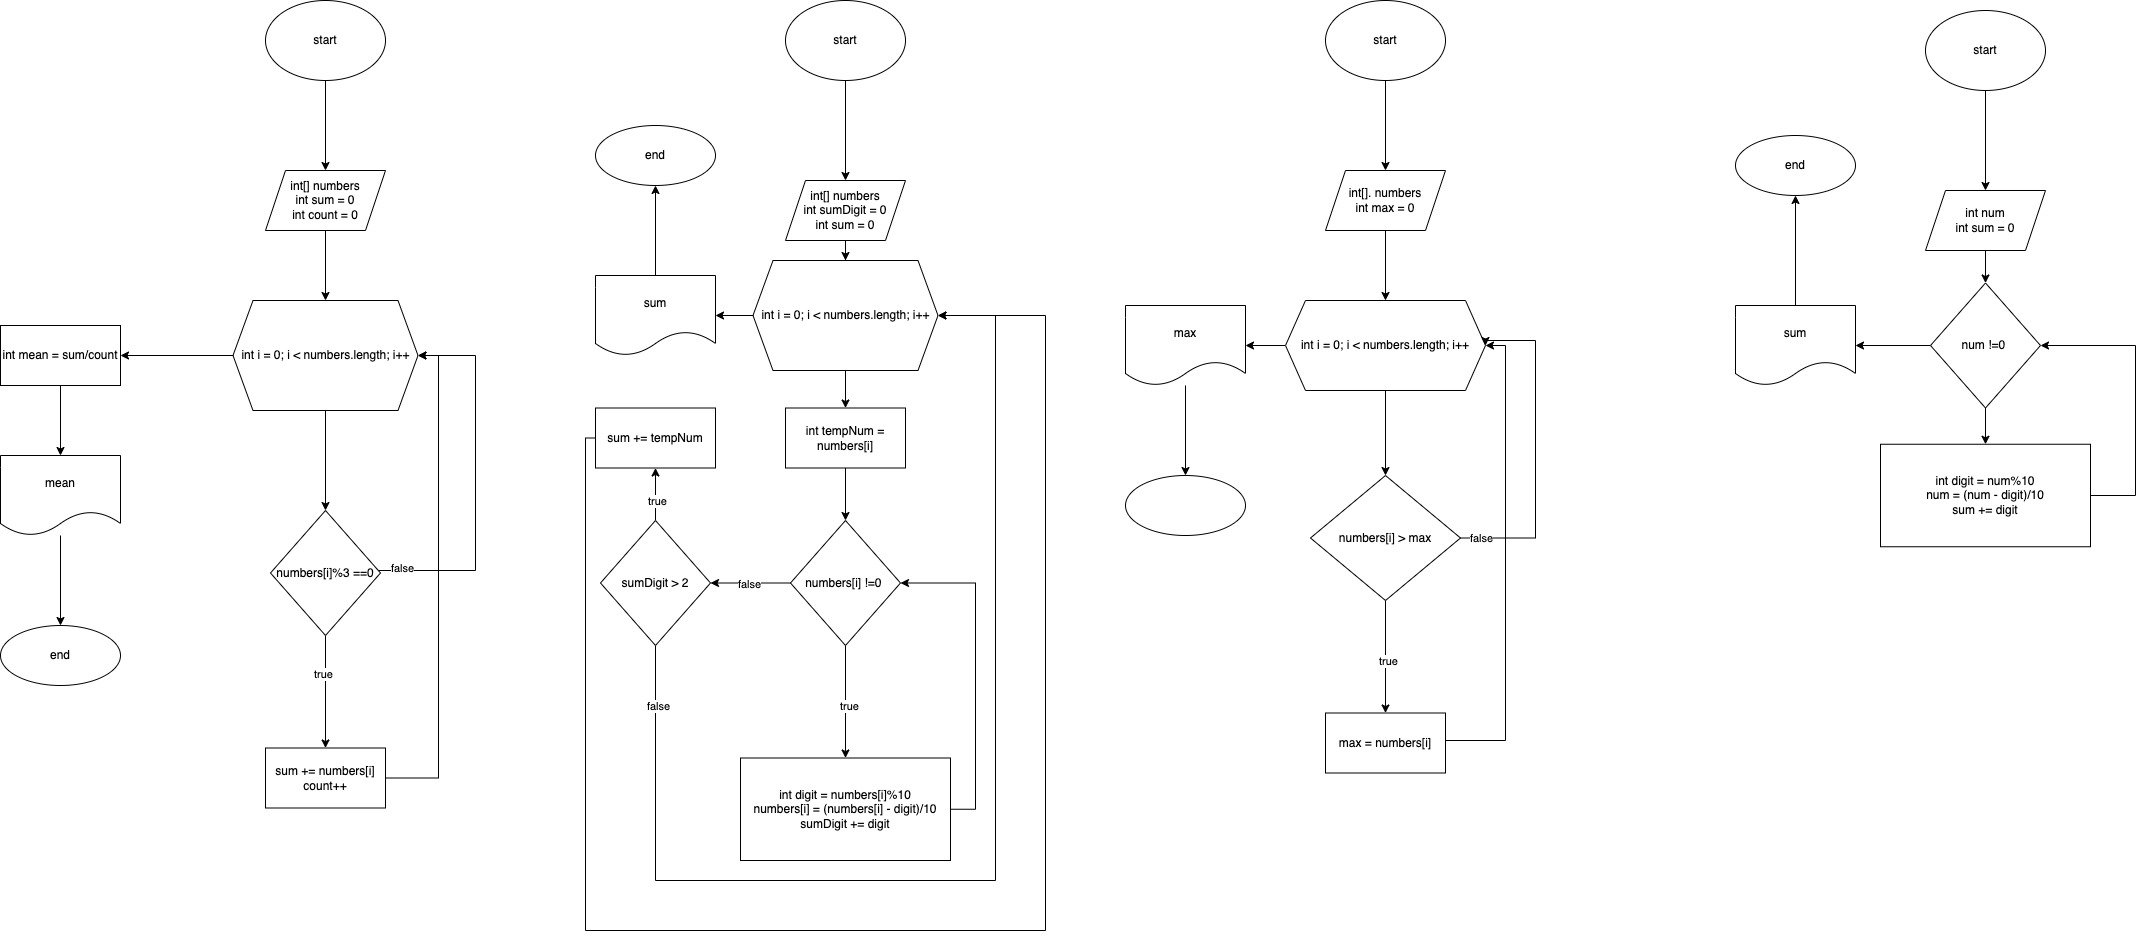 start
int[] numbers
int sum = 0
int count = 0
int i = 0; i < numbers.length; i++
int mean = sum/count
mean
end
numbers[i]%3 ==0
false
true
sum += numbers[i]
count++
start
end
int[] numbers
int sumDigit = 0
int sum = 0
sum
int i = 0; i < numbers.length; i++
sum += tempNum
int tempNum =
numbers[i]
true
sumDigit > 2
false
numbers[i] !=0
false
true
int digit = numbers[i]%10
numbers[i] = (numbers[i] - digit)/10
sumDigit += digit
start
int[]. numbers
int max = 0
max
int i = 0; i < numbers.length; i++
numbers[i] > max
false
true
max = numbers[i]
start
end
int num
int sum = 0
sum
num !=0
int digit = num%10
num = (num - digit)/10
sum += digit